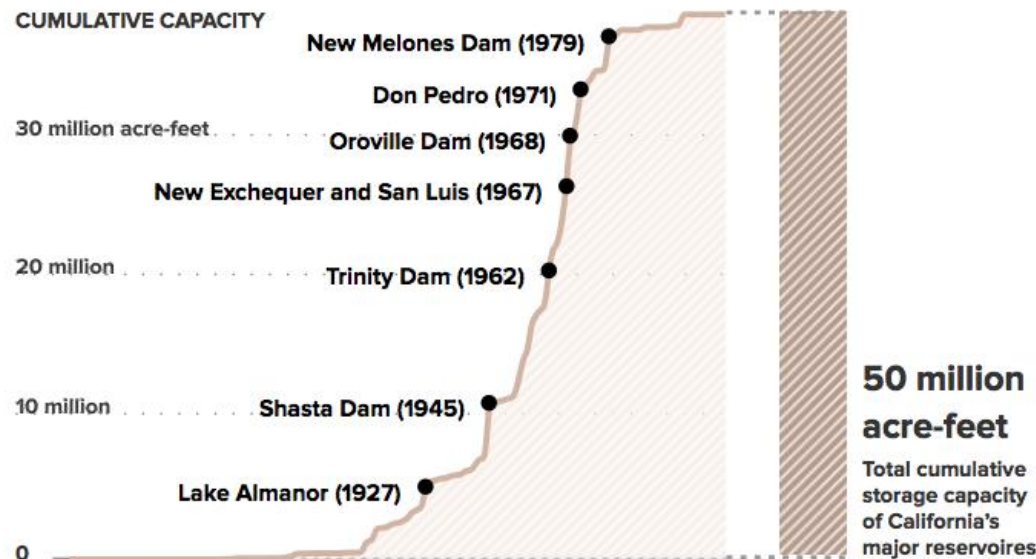 CUMULATIVE CAPACITY
New Melones Dam (1979)
Don Pedro (1971)
30 million acre-feet
Oroville Dam (1968)
New Exchequer and San Luis (1967)
20 million
Trinity Dam (1962)
10 million
Shasta Dam (1945)
Lake Almanor (1927)
0
50 million
acre-feet
Total cumulative
storage capacity
of California's
major reservoires